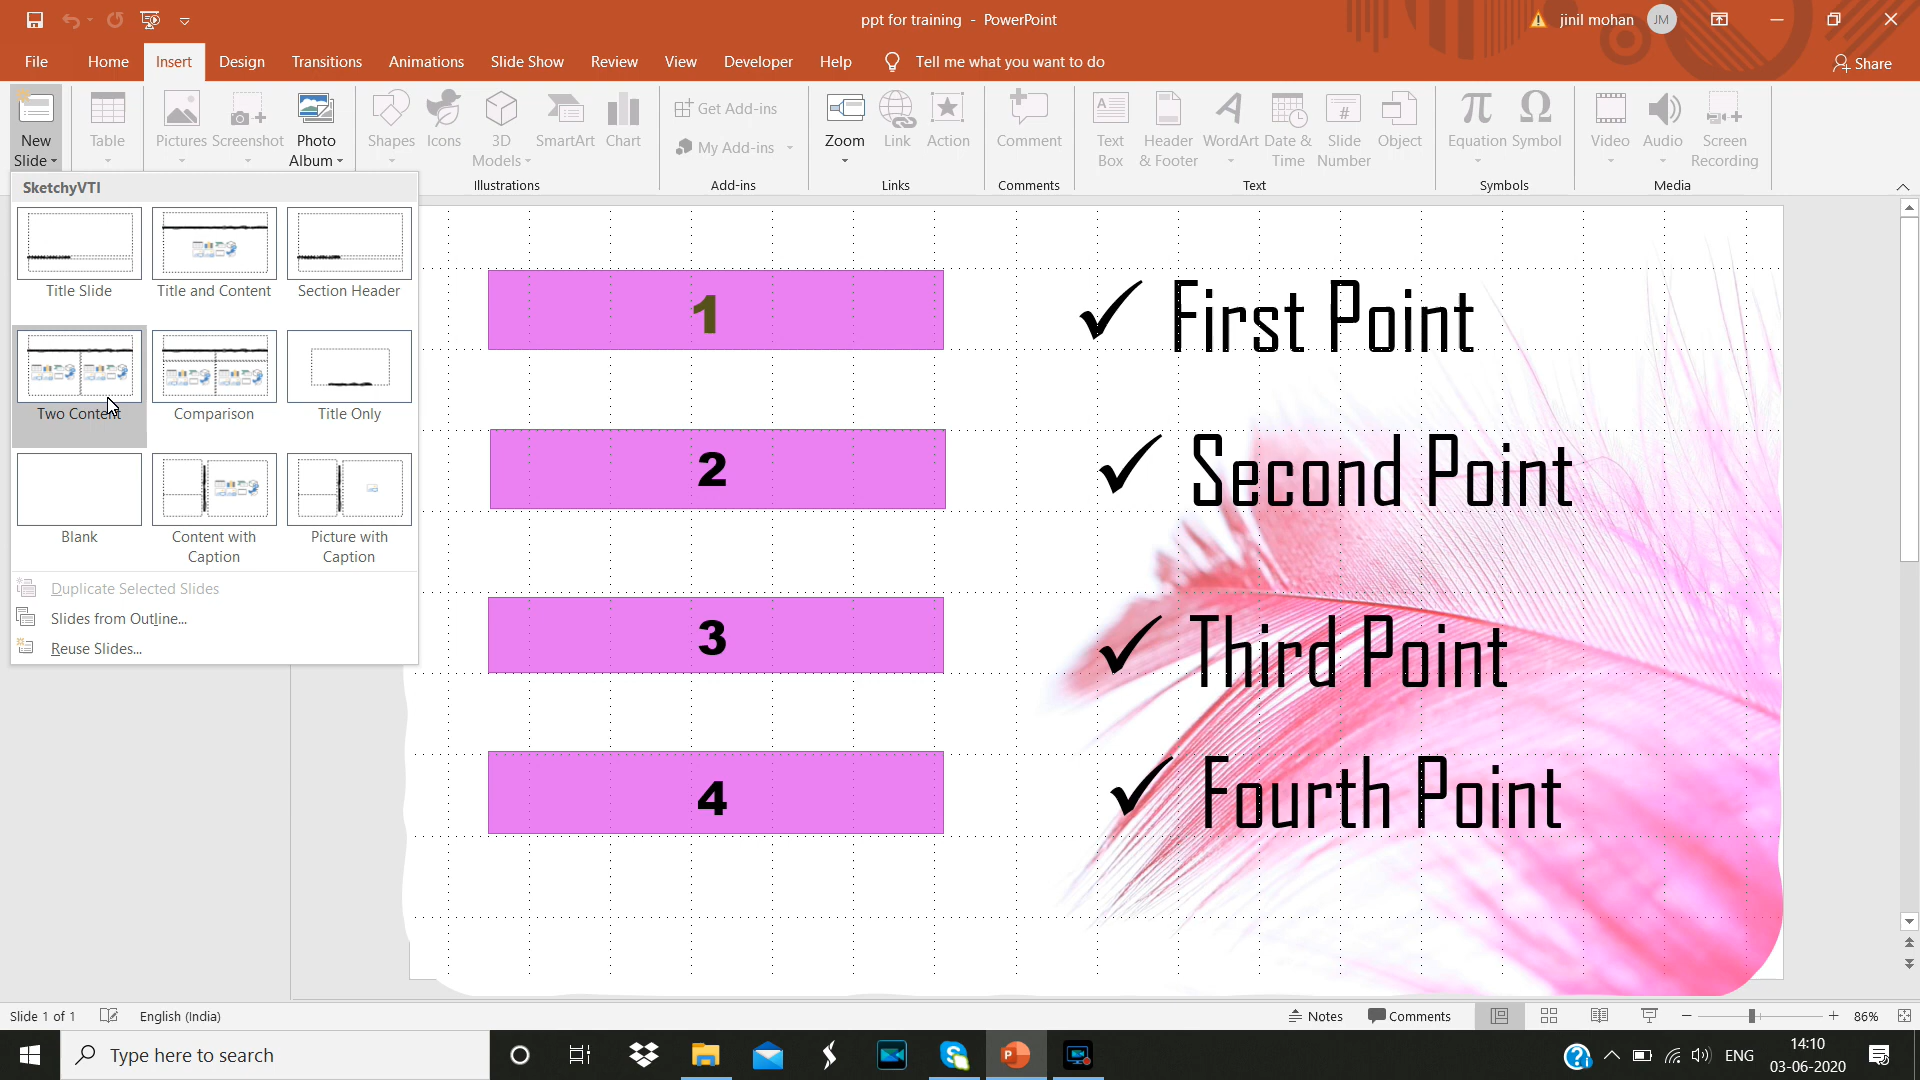 ppt for training - PowerPoint
jinil mohan JM
File Home Insert Design Transitions Animations Slide Show Review View Developer Help Tell me what you want to do Share
New Slide
Table
Pictures
Screenshot
Photo Album
Shapes
Icons
3D Models
SmartArt
Chart
Get Add-ins
My Add-ins
Zoom
Link
Action
Comment
Text Box
Header & Footer
WordArt
Date & Time
Slide Number
Object
Equation
Symbol
Video
Audio
Screen Recording
Illustrations Add-ins Links Comments Text Symbols Media
SketchyVTI
Title Slide Title and Content Section Header
Two Content Comparison Title Only
Blank Content with Caption Picture with Caption
Duplicate Selected Slides
Slides from Outline...
Reuse Slides...
1 First Point
2 Second Point
3 Third Point
4 Fourth Point
Slide 1 of 1 English (India) Notes Comments 86%
Type here to search
ENG
14:10
03-06-2020